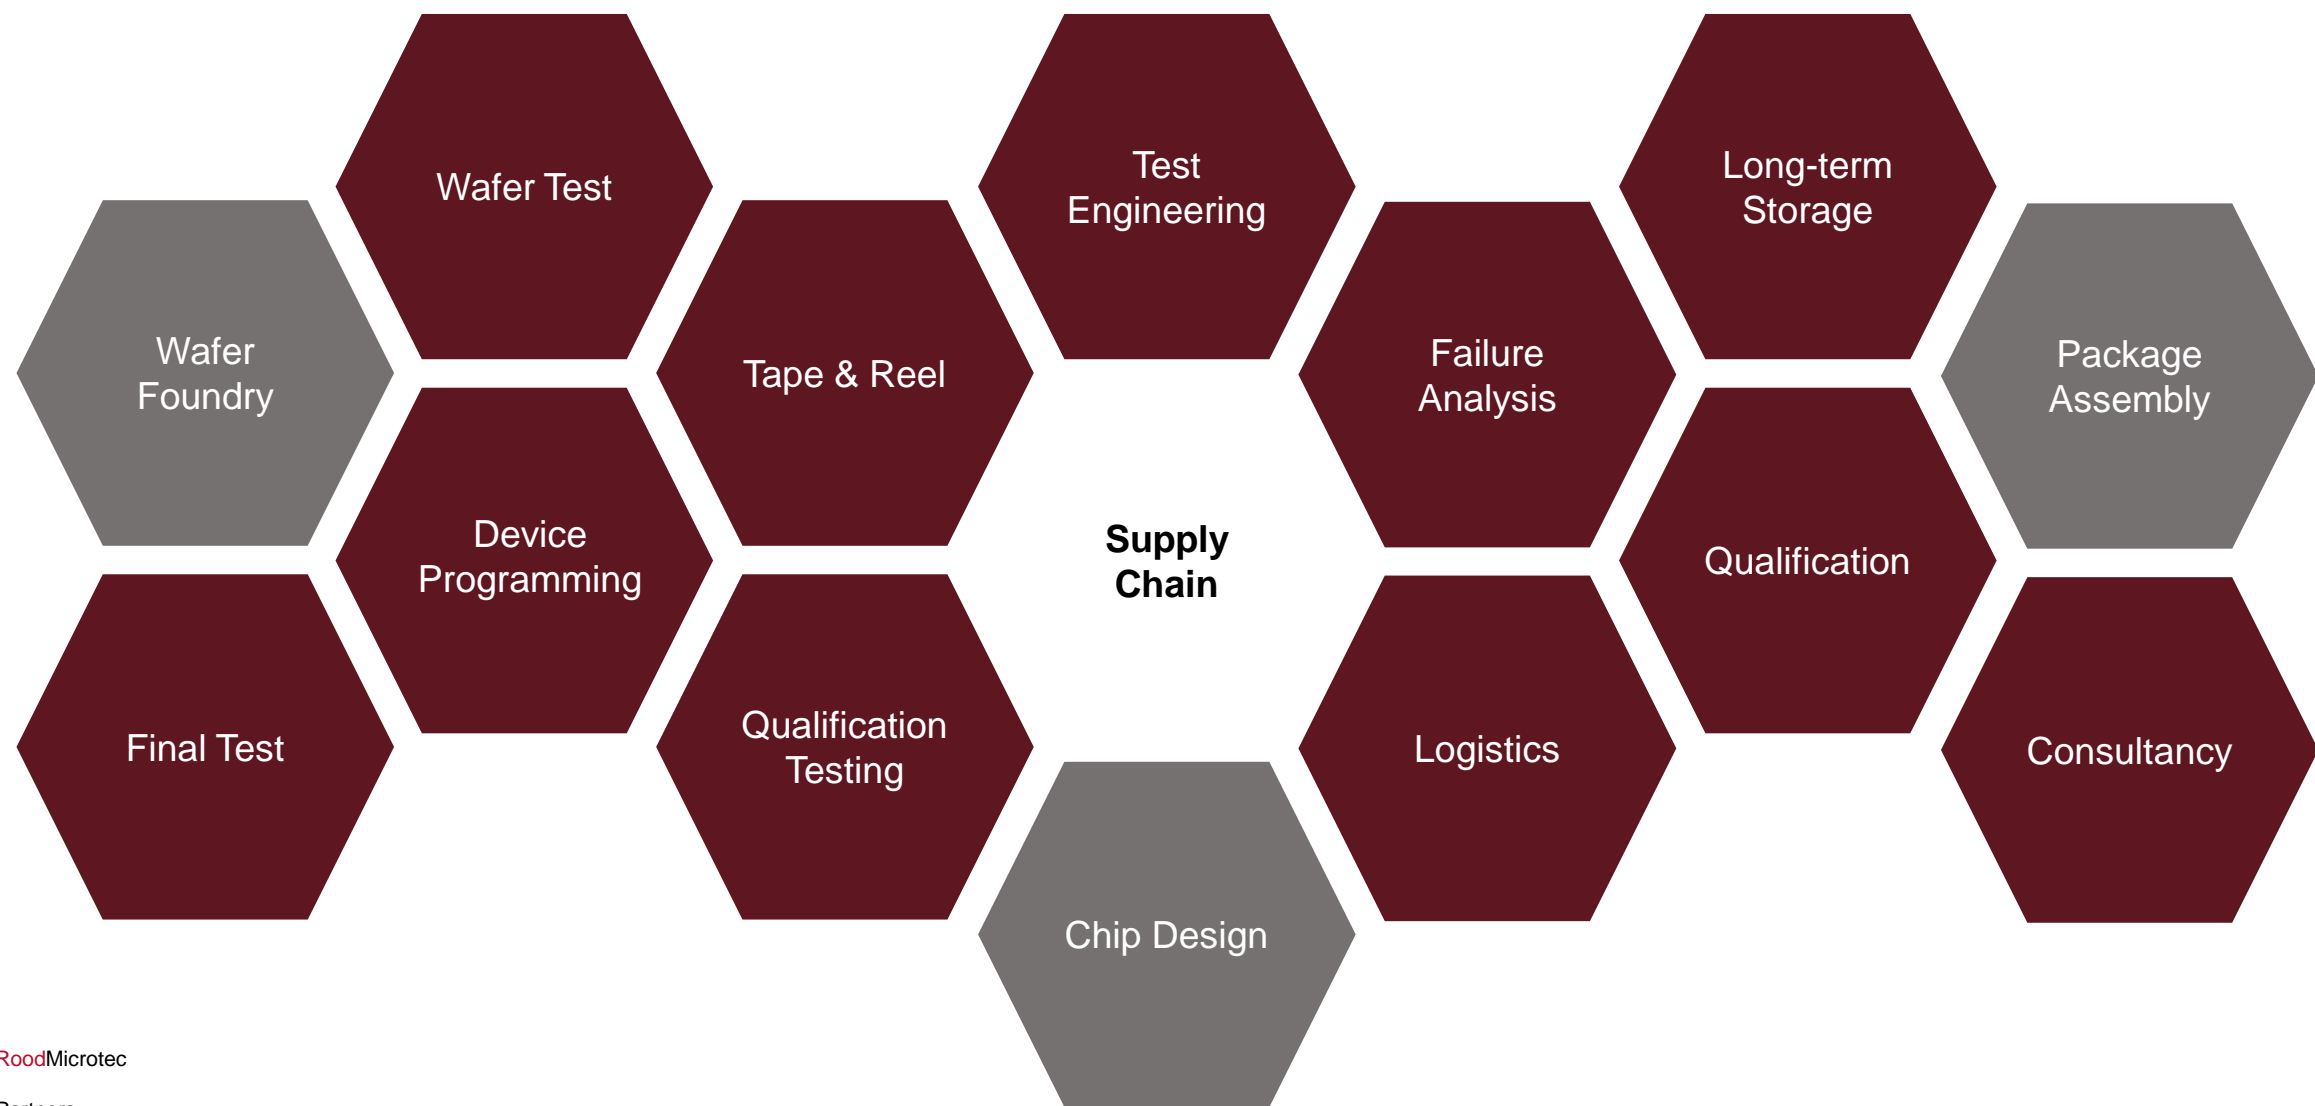 Wafer Test
Test
Engineering
Long-term
Storage
Wafer
Foundry
Tape & Reel
Failure
Analysis
Package
Assembly
Device
Programming
Supply
Chain
Qualification
Final Test
Qualification
Testing
Logistics
Consultancy
Chip Design
RoodMicrotec
Partners